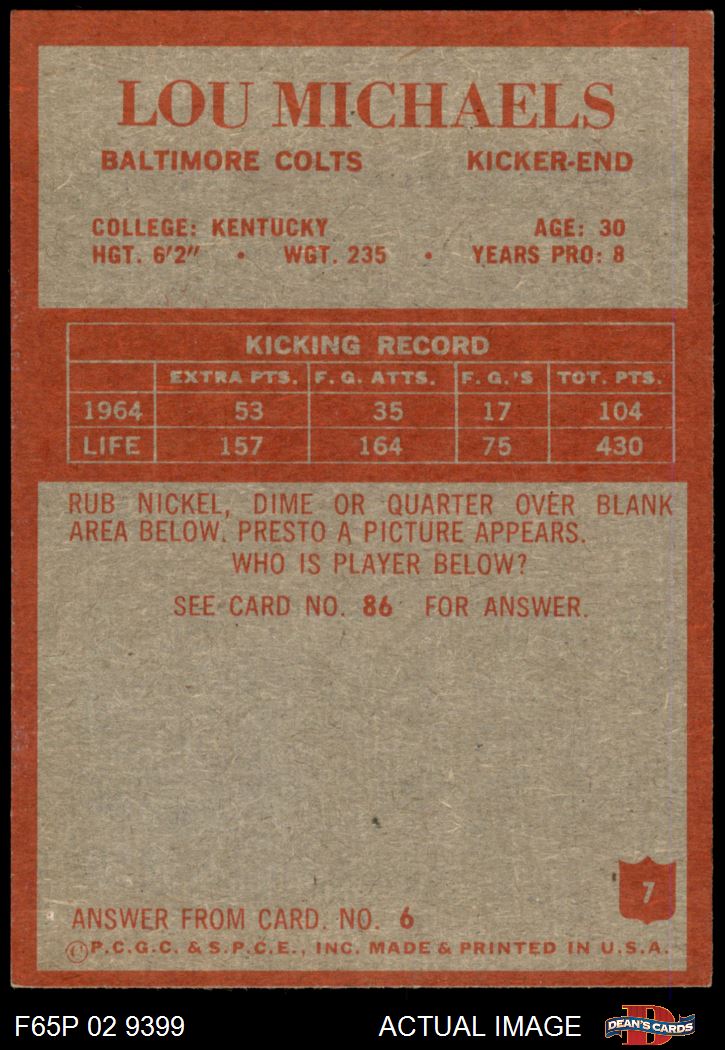 LOU MICHAELS
BALTIMORE COLTS KICKER-END
COLLEGE: KENTUCKY AGE: 30
HGT. 6'2" • WGT. 235 • YEARS PRO: 8
KICKING RECORD
EXTRA PTS. F. G. ATTS. F. G.'S TOT. PTS.
1964 53 35 17 104
LIFE 157 164 75 430
RUB NICKEL, DIME OR QUARTER OVER BLANK
AREA BELOW. PRESTO A PICTURE APPEARS.
WHO IS PLAYER BELOW?
SEE CARD NO. 86 FOR ANSWER.
7
ANSWER FROM CARD. NO. 6
©P.C.G.C. & S.P.C.E., INC. MADE & PRINTED IN U.S.A.
F65P 02 9399 ACTUAL IMAGE D DEAN'S CARDS